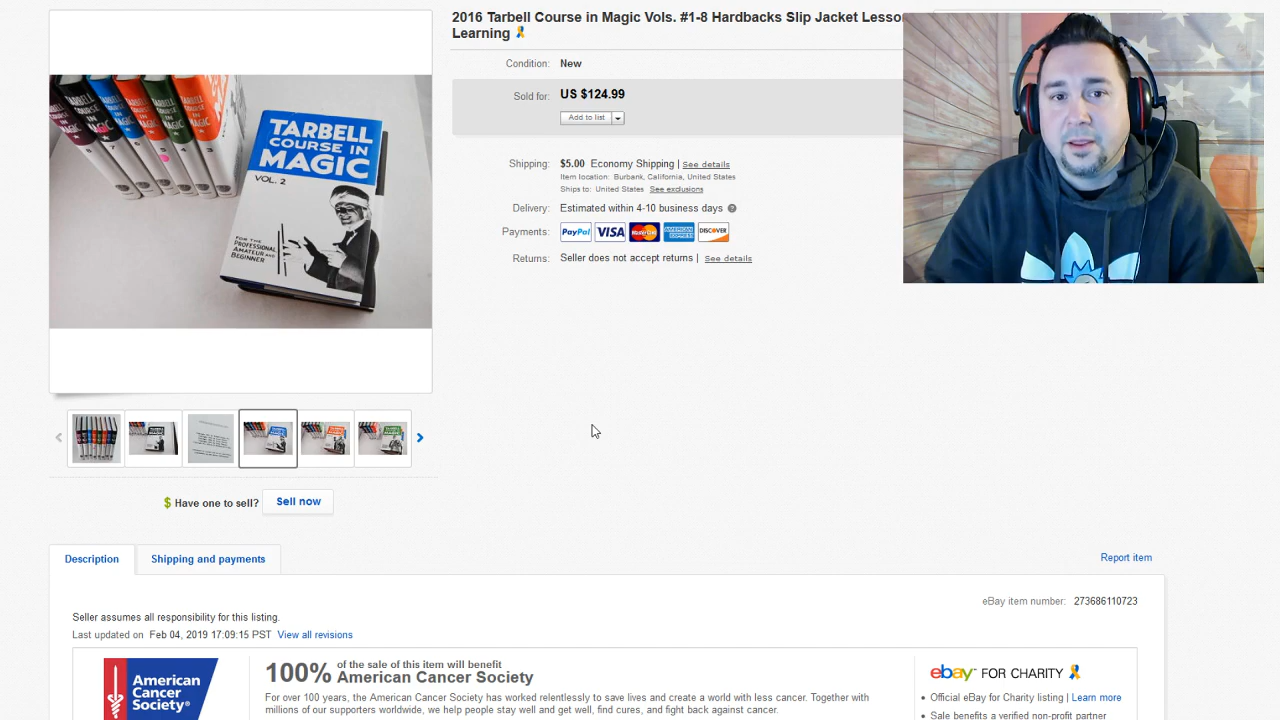 2016 Tarbell Course in Magic Vols. #1-8 Hardbacks Slip Jacket Lesso
Learning
Condition: New
Sold for: US $124.99
Add to list
Shipping: $5.00 Economy Shipping | See details
Item location: Burbank, California, United States
Ships to: United States See exclusions
Delivery: Estimated within 4-10 business days ?
Payments: PayPal VISA MasterCard AMERICAN EXPRESS DISCOVER
Returns: Seller does not accept returns | See details
TARBELL COURSE IN MAGIC
TARBELL
COURSE IN
MAGIC
VOL. 2
FOR THE
PROFESSIONAL,
AMATEUR AND
BEGINNER
$ Have one to sell? Sell now
Description
Shipping and payments
Report item
eBay item number: 273686110723
Seller assumes all responsibility for this listing.
Last updated on Feb 04, 2019 17:09:15 PST View all revisions
American
Cancer
Society®
100% of the sale of this item will benefit
American Cancer Society
For over 100 years, the American Cancer Society has worked relentlessly to save lives and create a world with less cancer. Together with
millions of our supporters worldwide, we help people stay well and get well, find cures, and fight back against cancer.
ebay™ FOR CHARITY
• Official eBay for Charity listing | Learn more
• Sale benefits a verified non-profit partner